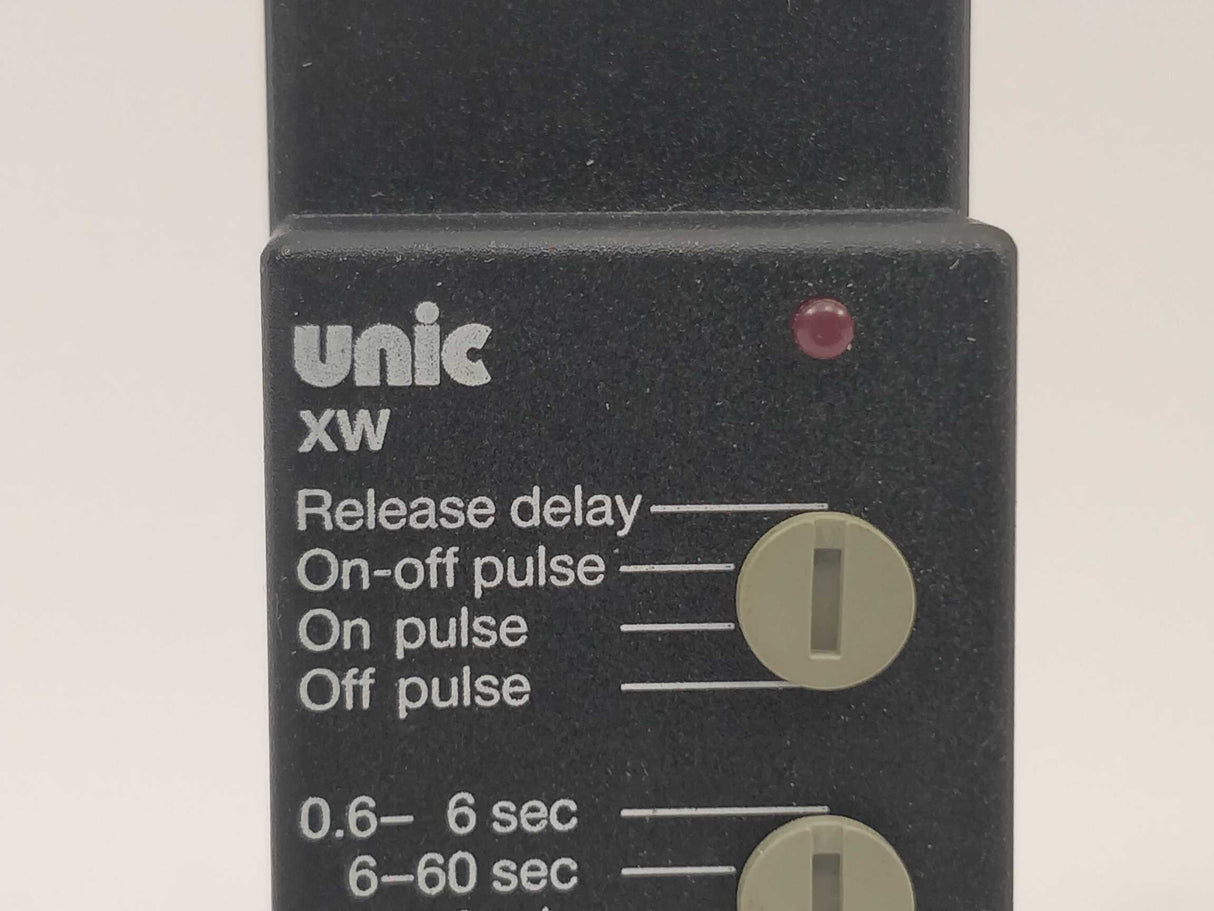 unic
XW
Release delay
On-off pulse
On pulse
Off pulse
0.6– 6 sec
6–60 sec